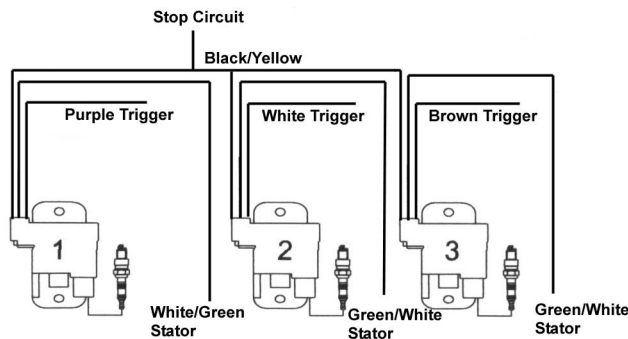 Stop Circuit
Black/Yellow
Purple Trigger
White Trigger
Brown Trigger
1
2
3
White/Green
Stator
Green/White
Stator
Green/White
Stator